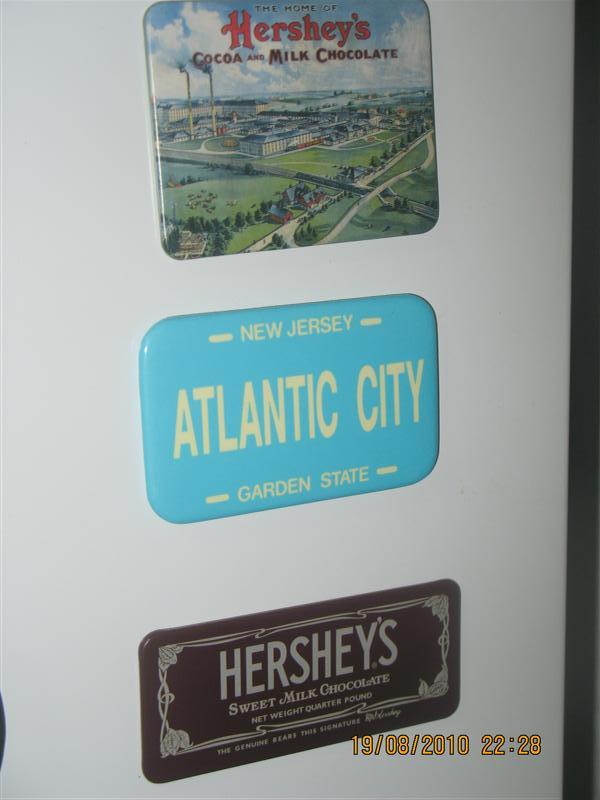 THE HOME OF
Hershey's
COCOA AND MILK CHOCOLATE
NEW JERSEY
ATLANTIC CITY
GARDEN STATE
HERSHEY'S
SWEET MILK CHOCOLATE
NET WEIGHT QUARTER POUND
THE GENUINE BEARS THIS SIGNATURE M.S. Hershey
19/08/2010 22:28